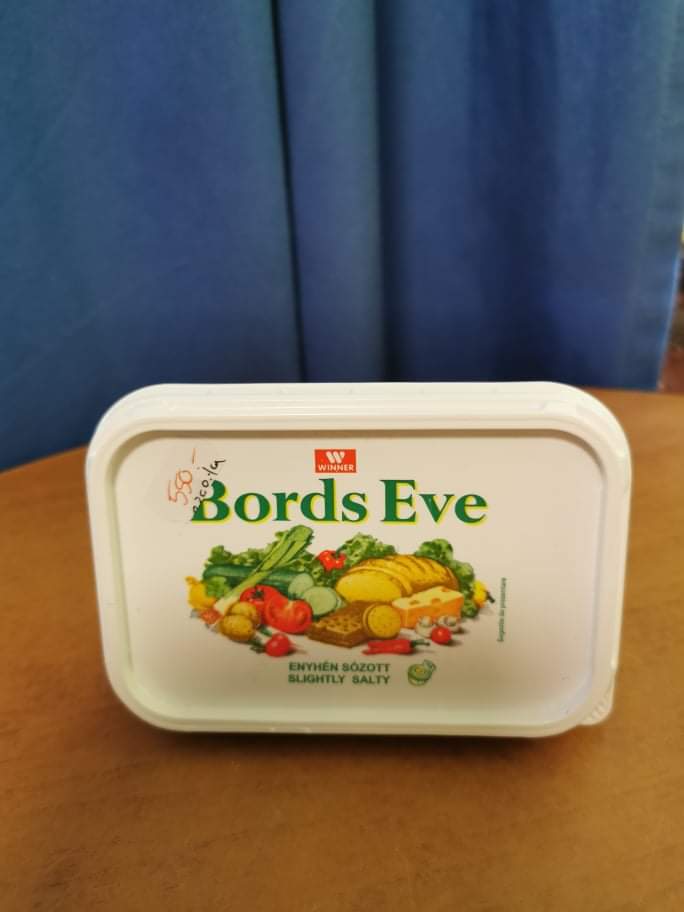 550.-
WINNER
Bords Eve
ENYHÉN SÓZOTT
SLIGHTLY SALTY